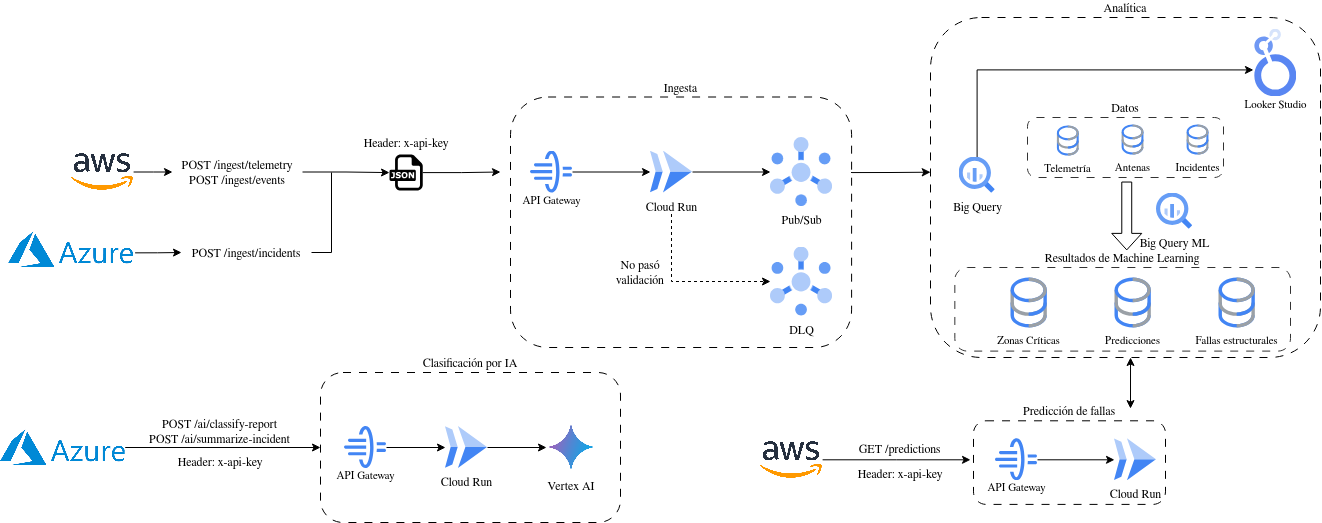 Analítica
Looker Studio
Datos
Telemetría
Antenas
Incidentes
Big Query
Big Query ML
Resultados de Machine Learning
Zonas Críticas
Predicciones
Fallas estructurales
Ingesta
API Gateway
Cloud Run
Pub/Sub
No pasó
validación
DLQ
Header: x-api-key
JSON
aws
POST /ingest/telemetry
POST /ingest/events
Azure
POST /ingest/incidents
Clasificación por IA
Azure
POST /ai/classify-report
POST /ai/summarize-incident
Header: x-api-key
API Gateway
Cloud Run
Vertex AI
Predicción de fallas
aws
GET /predictions
Header: x-api-key
API Gateway
Cloud Run